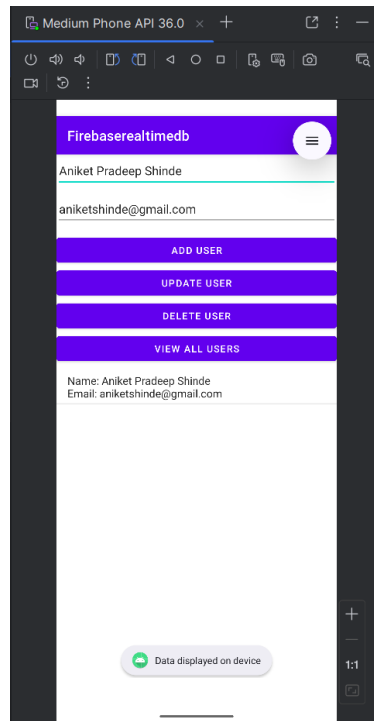 Medium Phone API 36.0
Firebaserealtimedb
Aniket Pradeep Shinde
aniketshinde@gmail.com
ADD USER
UPDATE USER
DELETE USER
VIEW ALL USERS
Name: Aniket Pradeep Shinde
Email: aniketshinde@gmail.com
Data displayed on device
1:1